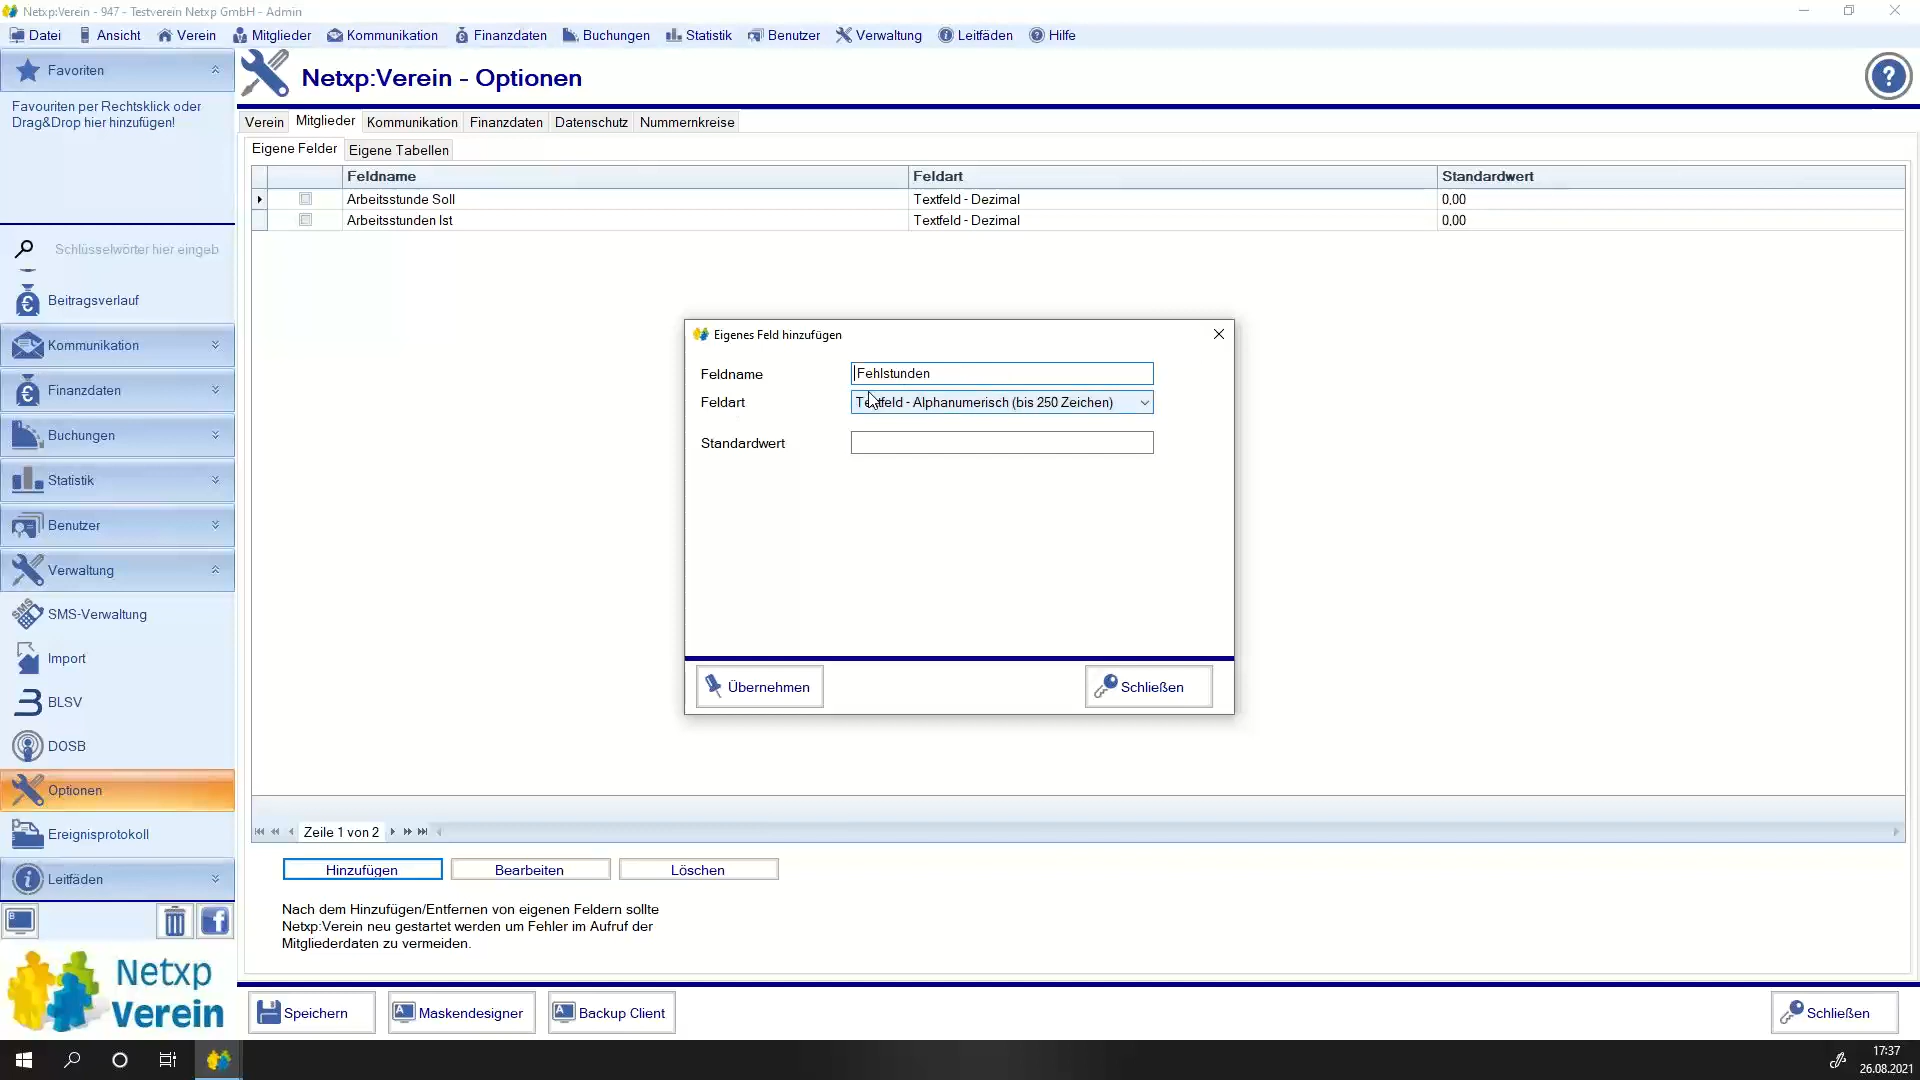 Netxp:Verein - 947 - Testverein Netxp GmbH - Admin
Datei Ansicht Verein Mitglieder Kommunikation Finanzdaten Buchungen Statistik Benutzer Verwaltung Leitfäden Hilfe
Favoriten
Favouriten per Rechtsklick oder
Drag&Drop hier hinzufügen!
Schlüsselwörter hier eingeb
Beitragsverlauf
Kommunikation
Finanzdaten
Buchungen
Statistik
Benutzer
Verwaltung
SMS-Verwaltung
Import
BLSV
DOSB
Optionen
Ereignisprotokoll
Leitfäden
Netxp
Verein
Netxp:Verein - Optionen
Verein Mitglieder Kommunikation Finanzdaten Datenschutz Nummernkreise
Eigene Felder Eigene Tabellen
Feldname Feldart Standardwert
Arbeitsstunde Soll Textfeld - Dezimal 0,00
Arbeitsstunden Ist Textfeld - Dezimal 0,00
Eigenes Feld hinzufügen
Feldname Fehlstunden
Feldart Textfeld - Alphanumerisch (bis 250 Zeichen)
Standardwert
Übernehmen Schließen
Zeile 1 von 2
Hinzufügen Bearbeiten Löschen
Nach dem Hinzufügen/Entfernen von eigenen Feldern sollte
Netxp:Verein neu gestartet werden um Fehler im Aufruf der
Mitgliederdaten zu vermeiden.
Speichern Maskendesigner Backup Client Schließen
17:37
26.08.2021